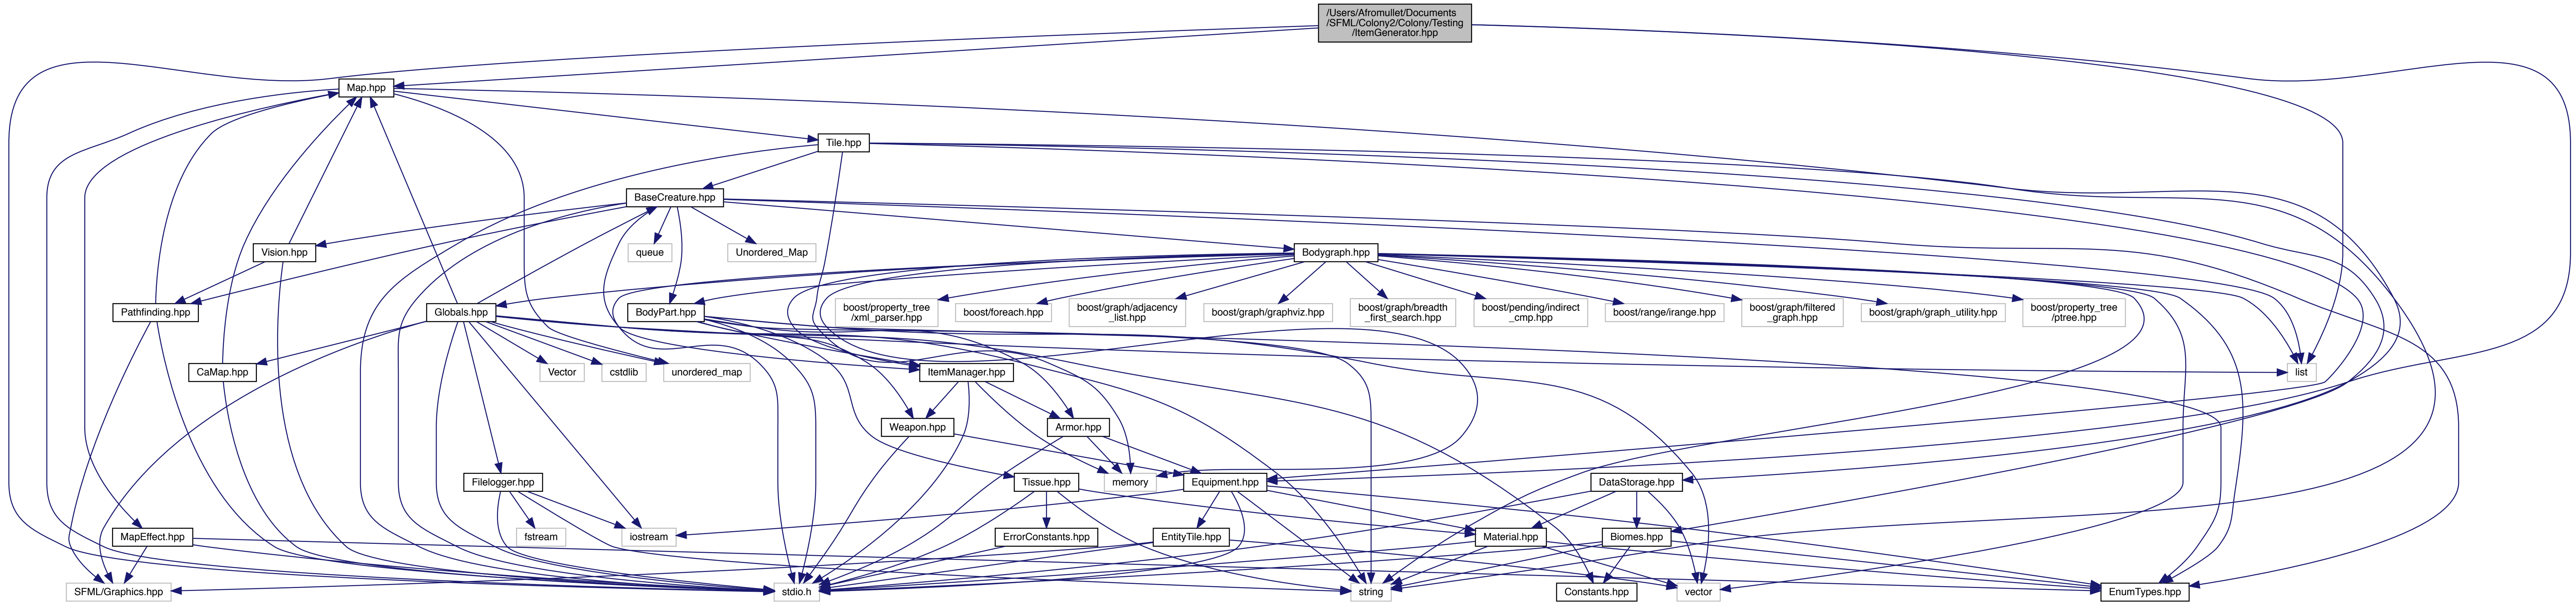 /Users/Afromullet/Documents
/SFML/Colony2/Colony/Testing
/ItemGenerator.hpp
Map.hpp
Tile.hpp
BaseCreature.hpp
Vision.hpp
queue
Unordered_Map
Bodygraph.hpp
Pathfinding.hpp
Globals.hpp
BodyPart.hpp
boost/property_tree
/xml_parser.hpp
boost/foreach.hpp
boost/graph/adjacency
_list.hpp
boost/graph/graphviz.hpp
boost/graph/breadth
_first_search.hpp
boost/pending/indirect
_cmp.hpp
boost/range/irange.hpp
boost/graph/filtered
_graph.hpp
boost/graph/graph_utility.hpp
boost/property_tree
/ptree.hpp
CaMap.hpp
Vector
cstdlib
unordered_map
ItemManager.hpp
list
Weapon.hpp
Armor.hpp
Filelogger.hpp
Tissue.hpp
memory
Equipment.hpp
DataStorage.hpp
MapEffect.hpp
fstream
iostream
ErrorConstants.hpp
EntityTile.hpp
Material.hpp
Biomes.hpp
SFML/Graphics.hpp
stdio.h
string
Constants.hpp
vector
EnumTypes.hpp